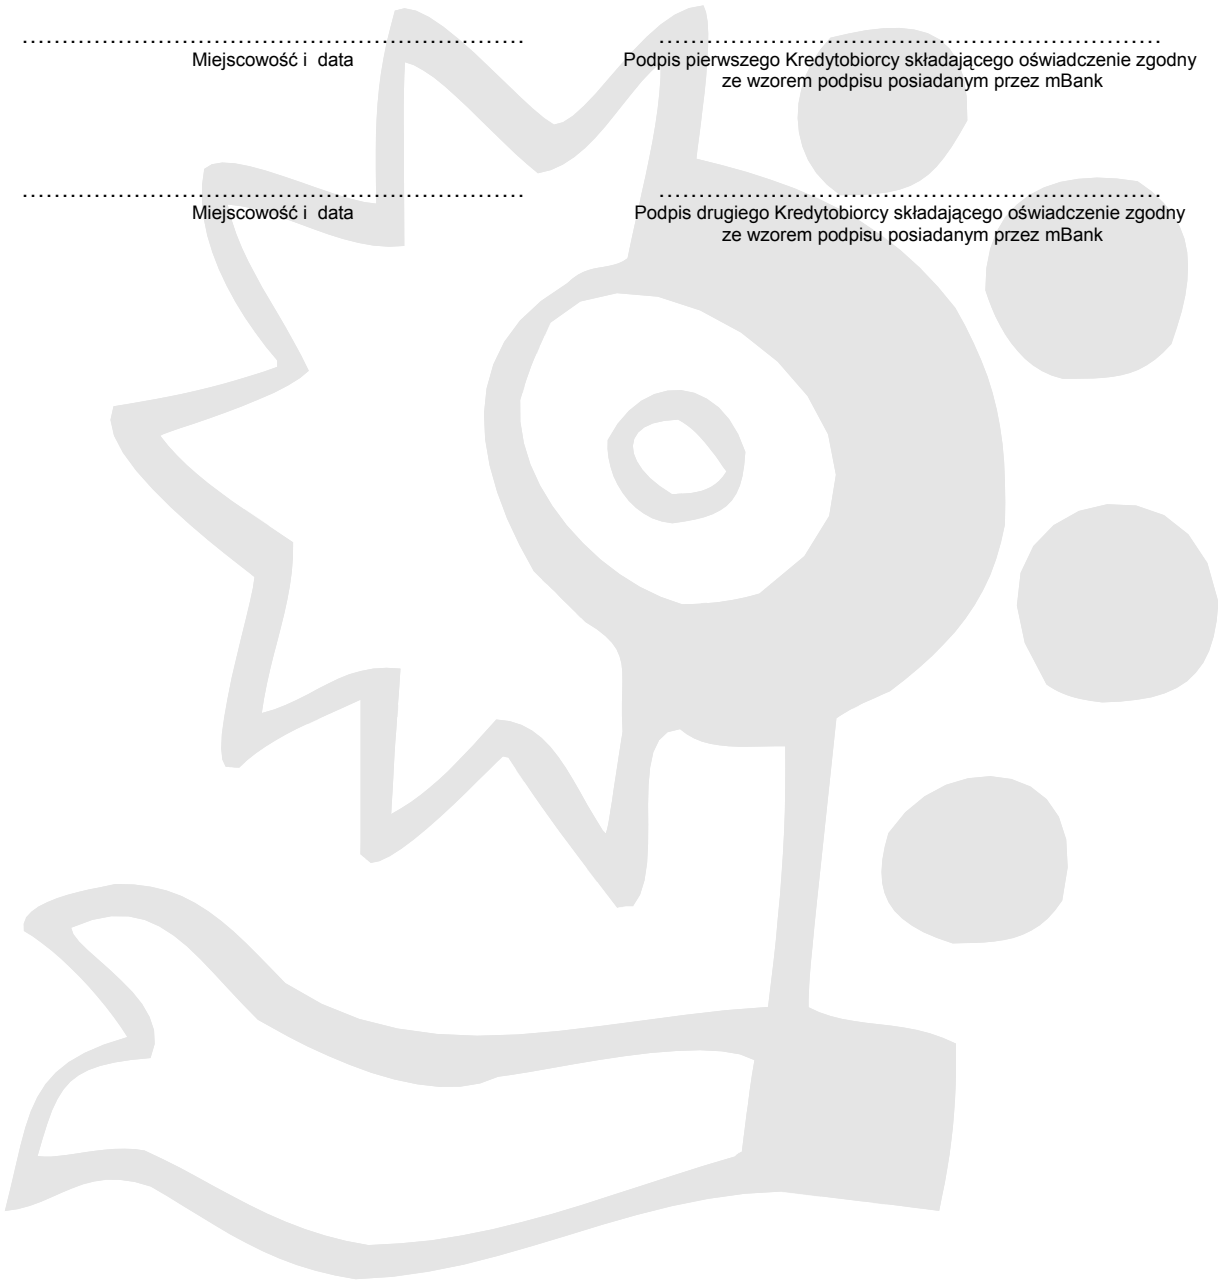 …………………………………………………… ……………………………………………………
Miejscowość i data Podpis pierwszego Kredytobiorcy składającego oświadczenie zgodny
ze wzorem podpisu posiadanym przez mBank
…………………………………………………… ……………………………………………………
Miejscowość i data Podpis drugiego Kredytobiorcy składającego oświadczenie zgodny
ze wzorem podpisu posiadanym przez mBank